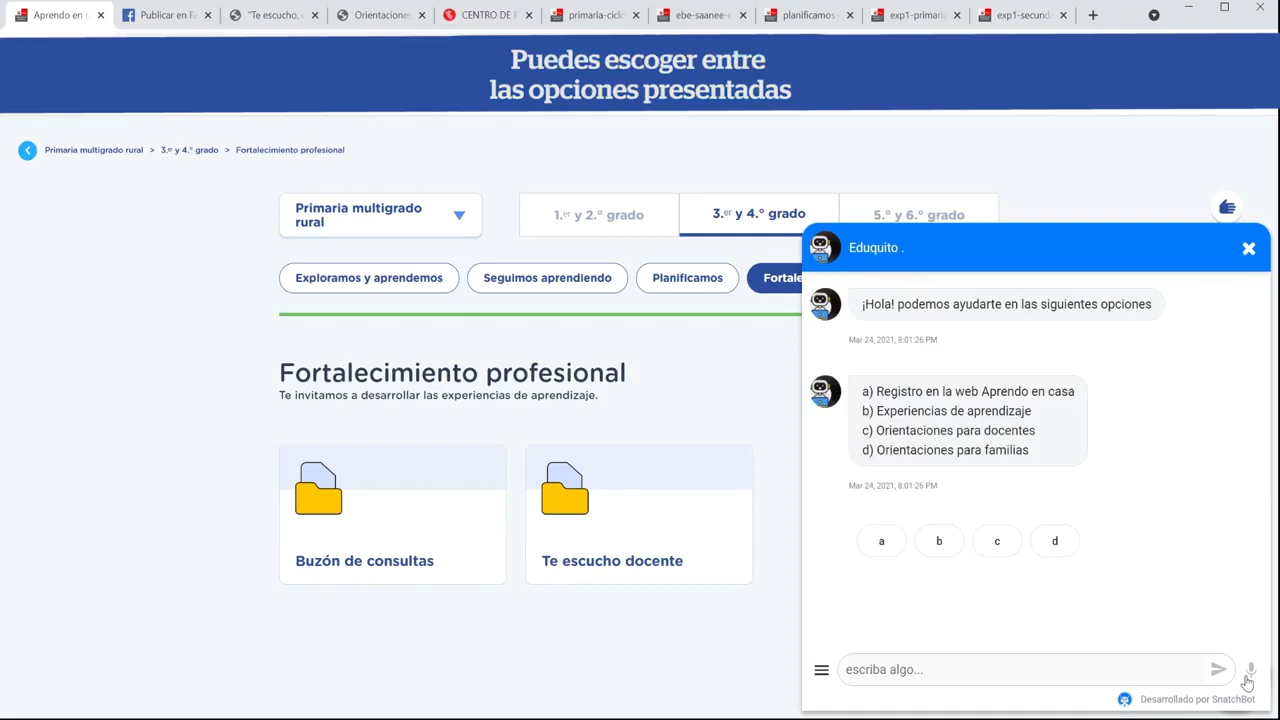 Aprendo en c
Publicar en F
"Te escucho, c
Orientaciones
CENTRO DE F
primaria-ciclo
ebe-saanee-e
planificamos-
exp1-primaria
exp1-secunda
Puedes escoger entre
las opciones presentadas
Primaria multigrado rural > 3.er y 4.° grado > Fortalecimiento profesional
Primaria multigrado
rural
1.er y 2.° grado
3.er y 4.° grado
5.° y 6.° grado
Exploramos y aprendemos
Seguimos aprendiendo
Planificamos
Fortale
Fortalecimiento profesional
Te invitamos a desarrollar las experiencias de aprendizaje.
Buzón de consultas
Te escucho docente
Eduquito .
¡Hola! podemos ayudarte en las siguientes opciones
Mar 24, 2021, 8:01:26 PM
a) Registro en la web Aprendo en casa
b) Experiencias de aprendizaje
c) Orientaciones para docentes
d) Orientaciones para familias
Mar 24, 2021, 8:01:26 PM
a
b
c
d
escriba algo...
Desarrollado por SnatchBot